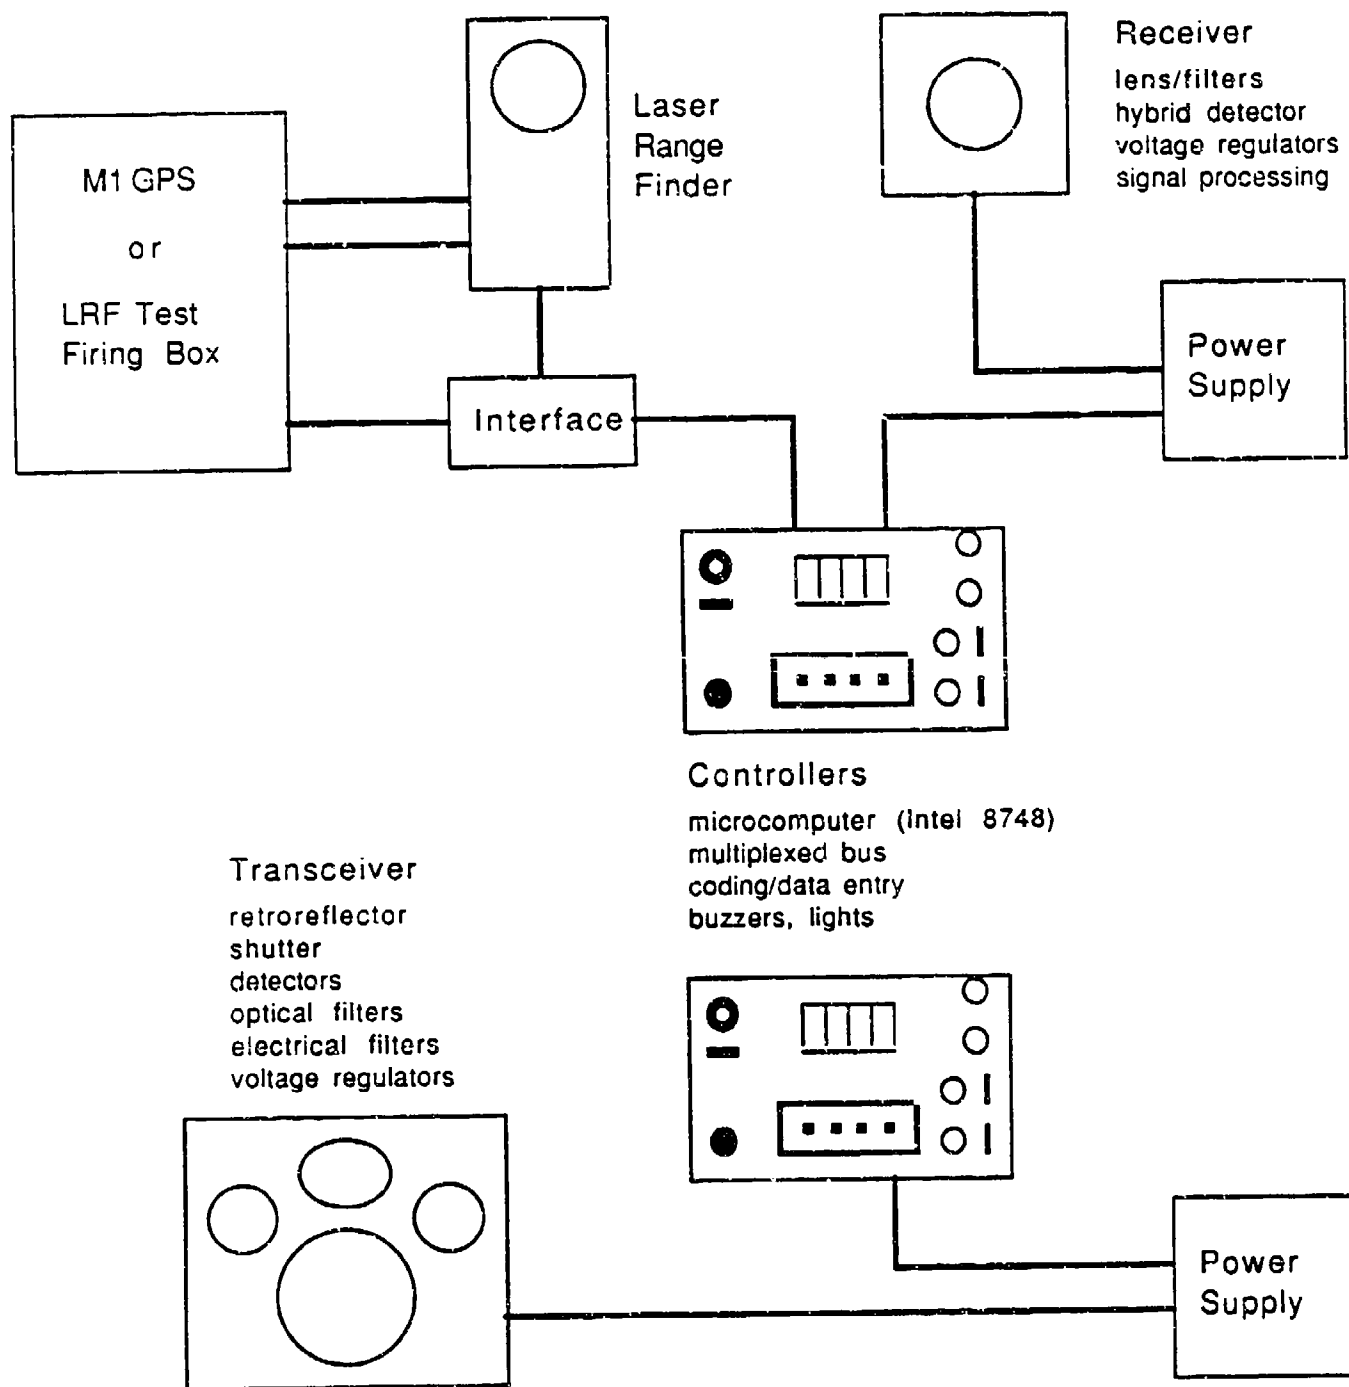 M1 GPS
or
LRF Test
Firing Box
Laser
Range
Finder
Receiver
lens/filters
hybrid detector
voltage regulators
signal processing
Power
Supply
Interface
Controllers
microcomputer (Intel 8748)
multiplexed bus
coding/data entry
buzzers, lights
Transceiver
retroreflector
shutter
detectors
optical filters
electrical filters
voltage regulators
Power
Supply